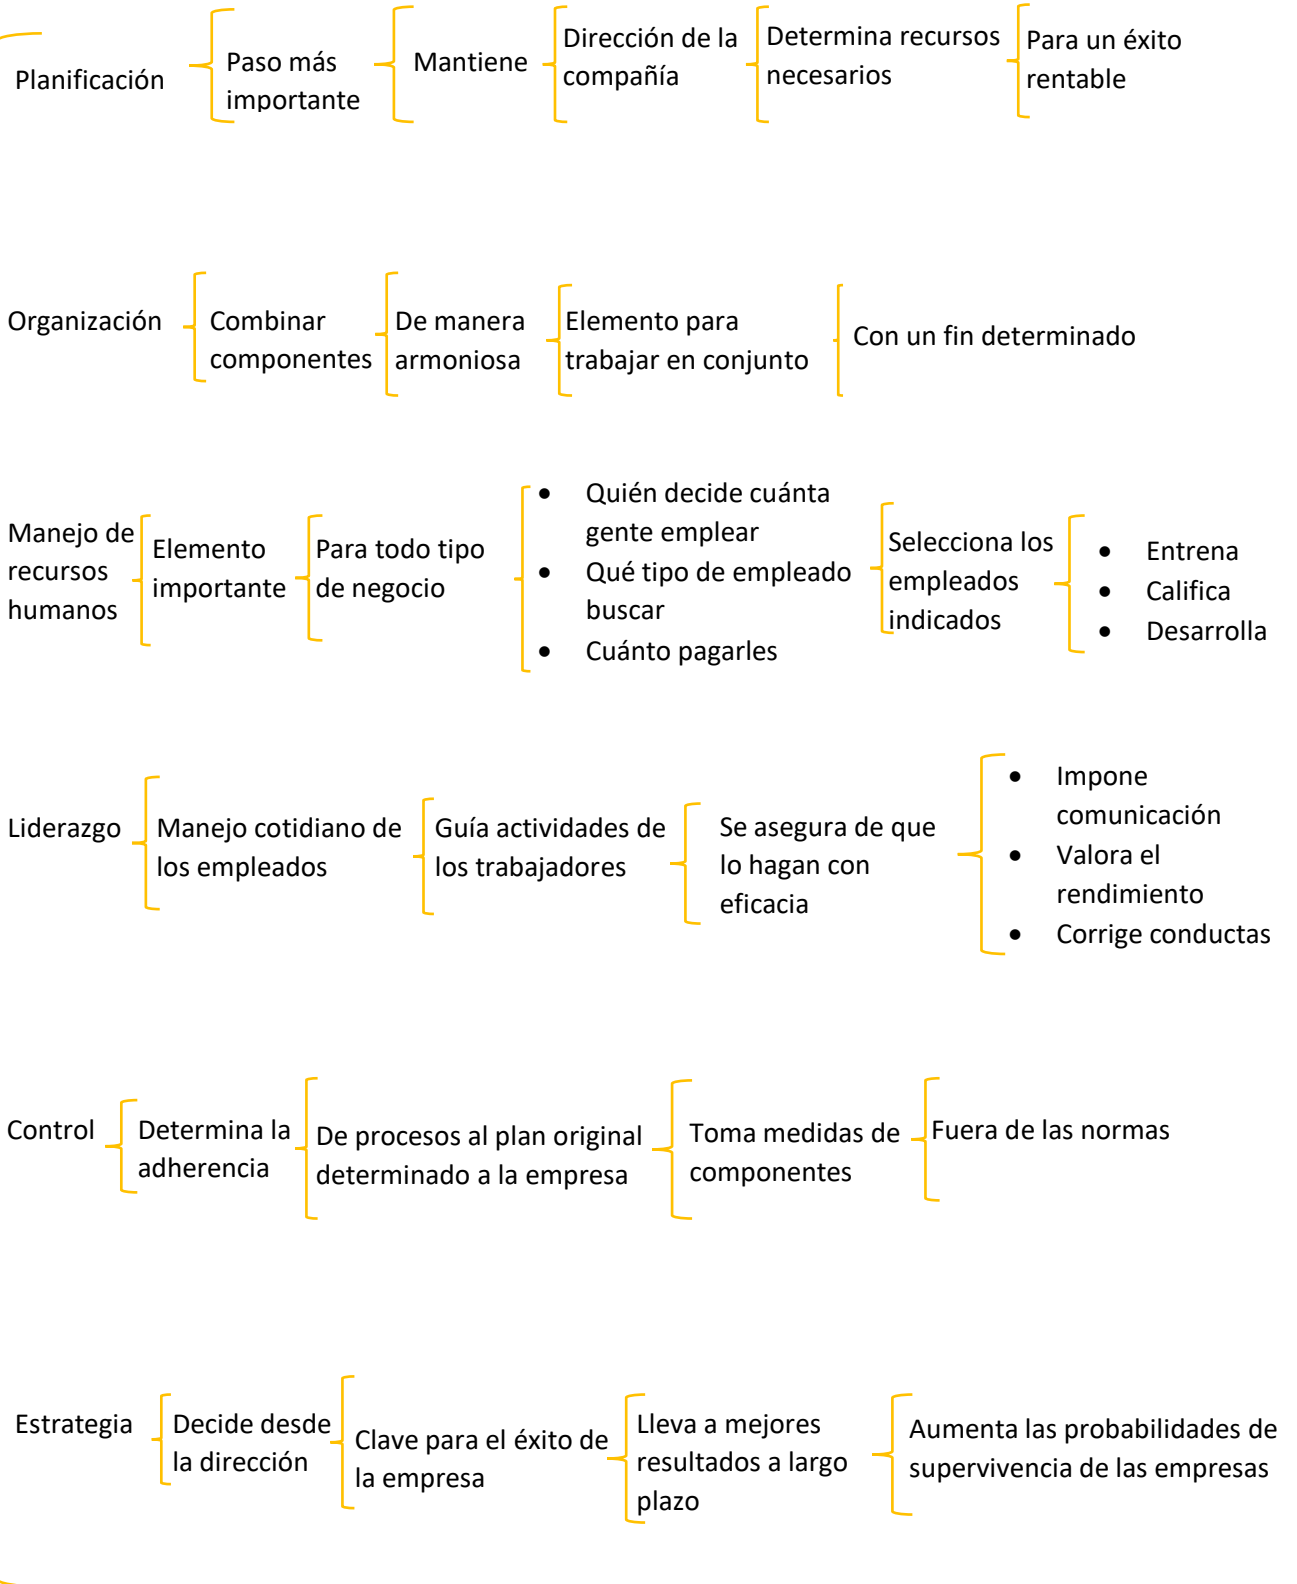 Planificación
Paso más
importante
Mantiene
Dirección de la
compañía
Determina recursos
necesarios
Para un éxito
rentable
Organización
Combinar
componentes
De manera
armoniosa
Elemento para
trabajar en conjunto
Con un fin determinado
Manejo de
recursos
humanos
Elemento
importante
Para todo tipo
de negocio
• Quién decide cuánta
gente emplear
• Qué tipo de empleado
buscar
• Cuánto pagarles
Selecciona los
empleados
indicados
• Entrena
• Califica
• Desarrolla
Liderazgo
Manejo cotidiano de
los empleados
Guía actividades de
los trabajadores
Se asegura de que
lo hagan con
eficacia
• Impone
comunicación
• Valora el
rendimiento
• Corrige conductas
Control
Determina la
adherencia
De procesos al plan original
determinado a la empresa
Toma medidas de
componentes
Fuera de las normas
Estrategia
Decide desde
la dirección
Clave para el éxito de
la empresa
Lleva a mejores
resultados a largo
plazo
Aumenta las probabilidades de
supervivencia de las empresas